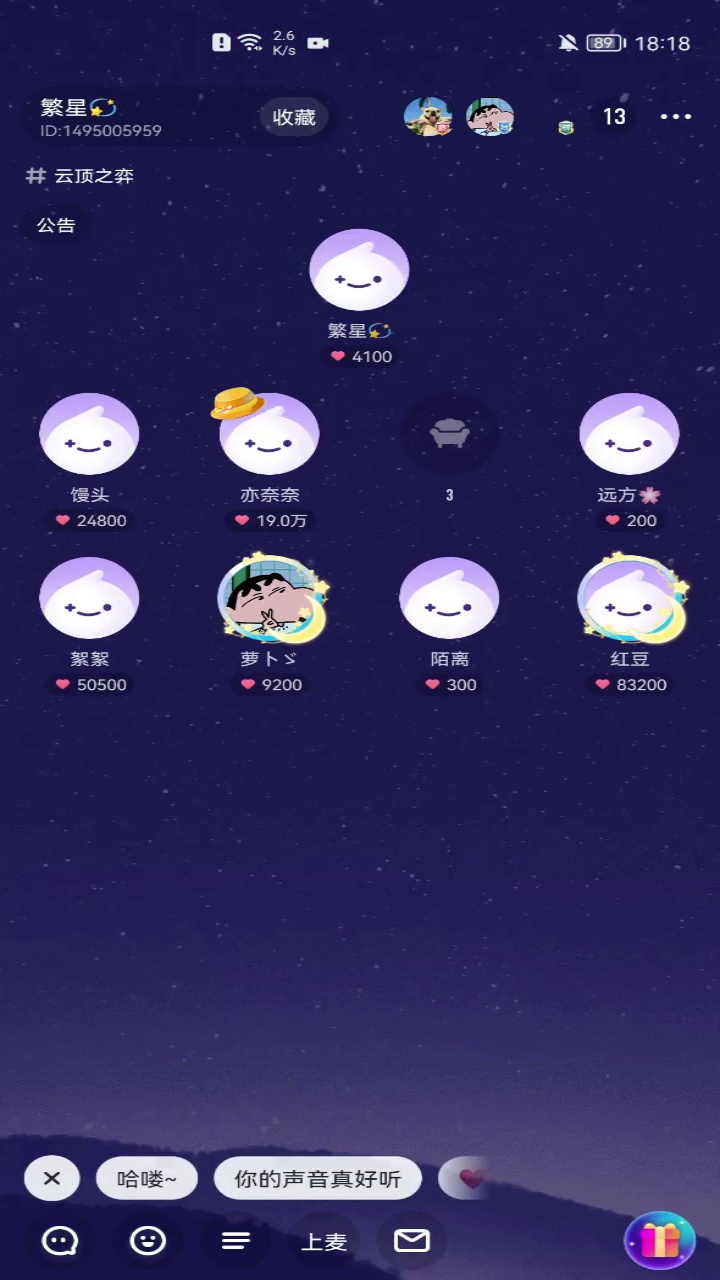 2.6
K/s
89
18:18
繁星
ID:1495005959
收藏
13
# 云顶之弈
公告
繁星
4100
馒头
亦奈奈
3
远方
24800
19.0万
200
絮絮
萝卜ゞ
陌离
红豆
50500
9200
300
83200
哈喽~
你的声音真好听
上麦